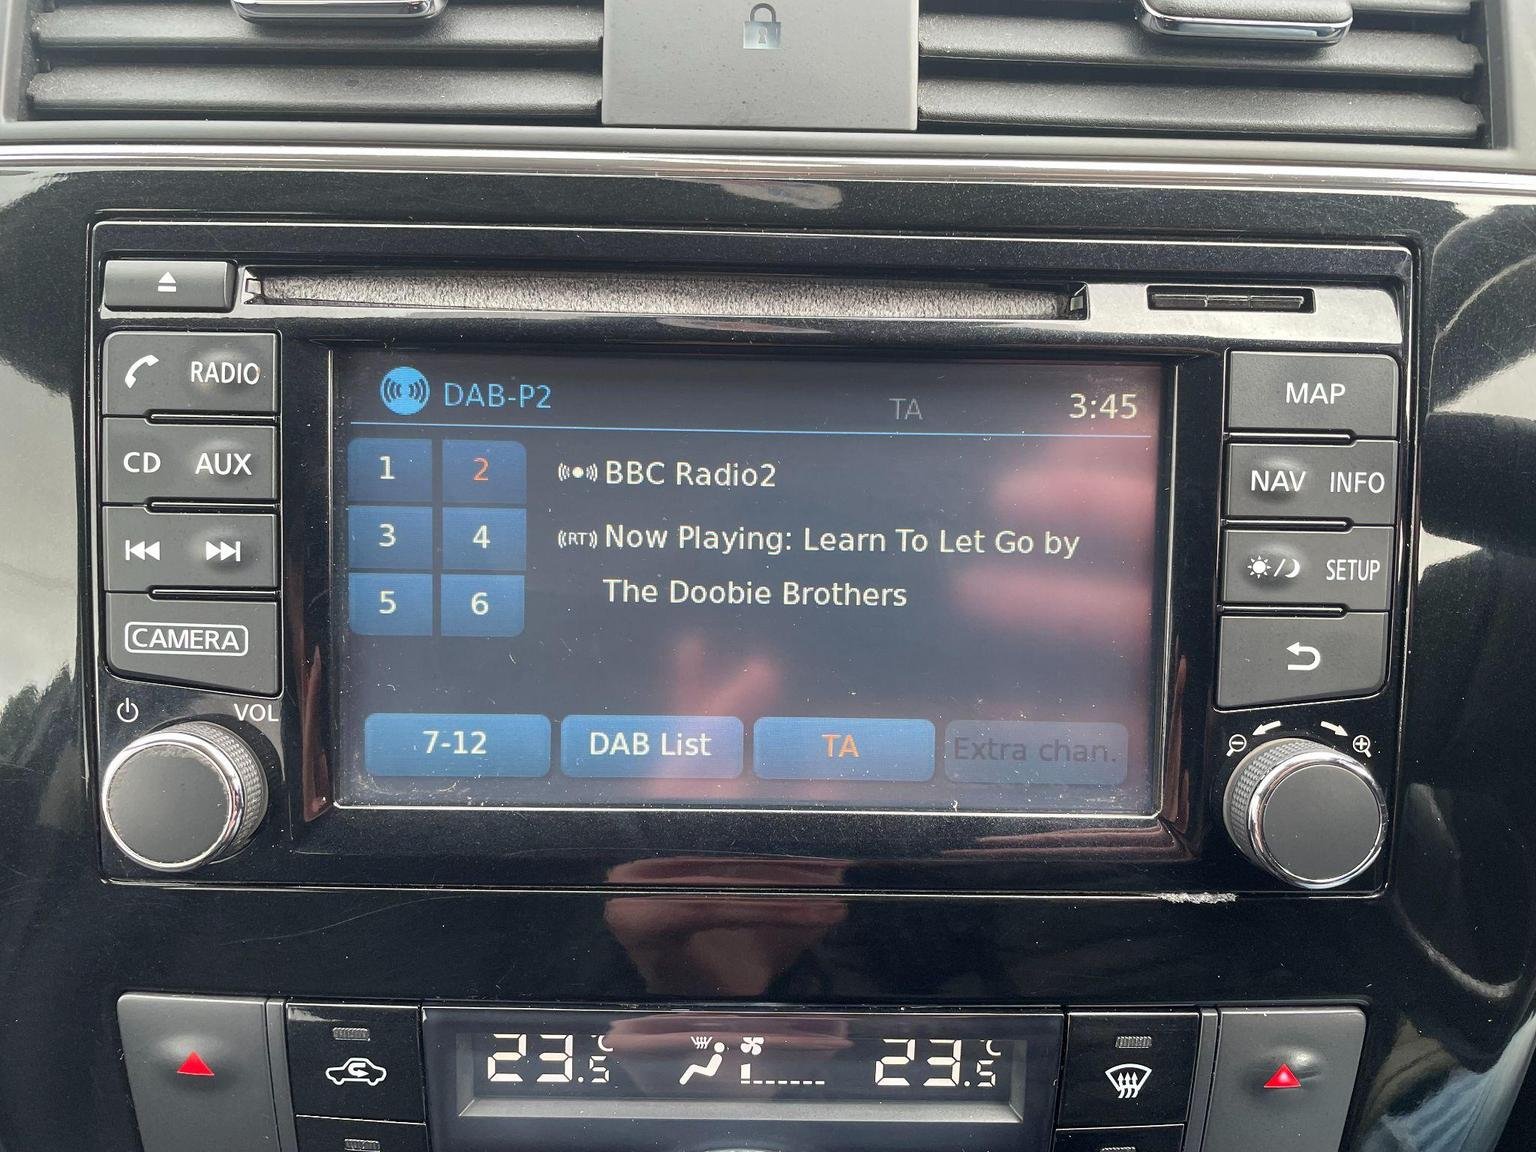 RADIO
CD AUX
CAMERA
VOL
DAB-P2
TA
3:45
1 2
3 4
5 6
BBC Radio2
(RT) Now Playing: Learn To Let Go by
The Doobie Brothers
7-12 DAB List TA Extra chan.
MAP
NAV INFO
SETUP
23.5°C 23.5°C